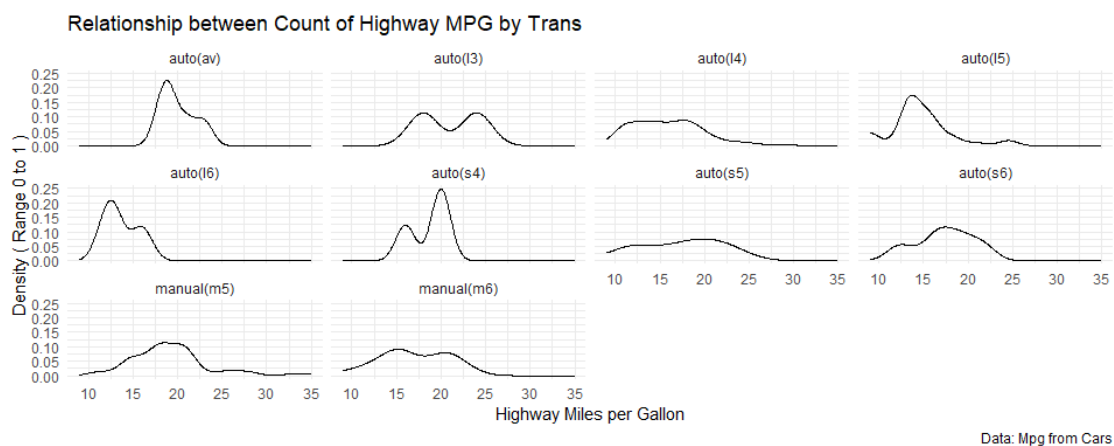 Relationship between Count of Highway MPG by Trans
auto(av) auto(l3) auto(l4) auto(l5)
0.25
0.20
0.15
0.10
0.05
0.00
auto(l6) auto(s4) auto(s5) auto(s6)
0.25
0.20
0.15
0.10
0.05
0.00
10 15 20 25 30 35 10 15 20 25 30 35
manual(m5) manual(m6)
0.25
0.20
0.15
0.10
0.05
0.00
10 15 20 25 30 35 10 15 20 25 30 35
Density ( Range 0 to 1 )
Highway Miles per Gallon
Data: Mpg from Cars